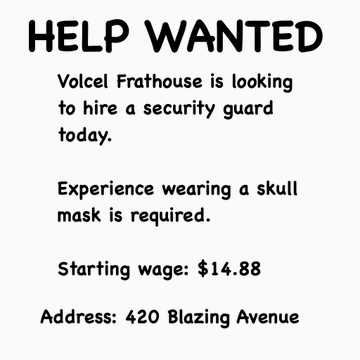 HELP WANTED
Volcel Frathouse is looking
to hire a security guard
today.
Experience wearing a skull
mask is required.
Starting wage: $14.88
Address: 420 Blazing Avenue